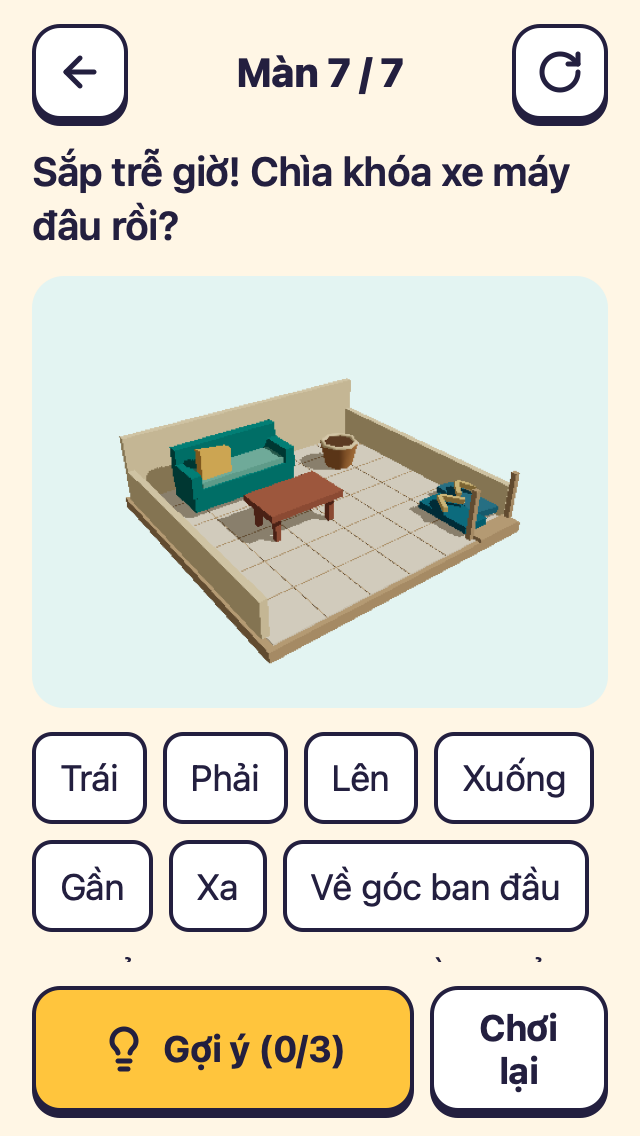 Màn 7 / 7
Sắp trễ giờ! Chìa khóa xe máy
đâu rồi?
Trái
Phải
Lên
Xuống
Gần
Xa
Về góc ban đầu
Gợi ý (0/3)
Chơi
lại